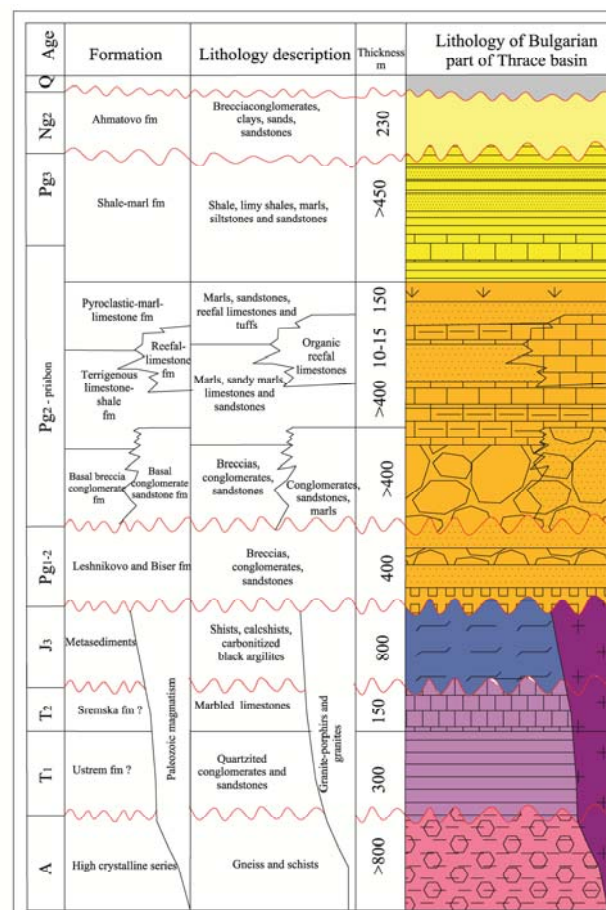 Age
Formation
Lithology description
Thickness
m
Lithology of Bulgarian
part of Thrace basin
Q
Ng2
Ahmatovo fm
Brecciaconglomerates,
clays, sands,
sandstones
230
Pg3
Shale-marl fm
Shale, limy shales, marls,
siltstones and sandstones
>450
Pg2 - priabon
Pyroclastic-marl-
limestone fm
Marls, sandstones,
reefal limestones and
tuffs
150
Reefal-
limestone
fm
Organic
reefal
limestones
10-15
Terrigenous
limestone-
shale
fm
Marls, sandy marls,
limestones and
sandstones
>400
Basal breccia
conglomerate
fm
Basal
conglomerate
sandstone fm
Breccias,
conglomerates,
sandstones
Conglomerates,
sandstones,
marls
>400
Pg1-2
Leshnikovo and Biser fm
Breccias,
conglomerates,
sandstones
400
J3
Metasediments
Shists, calcshists,
carbonitized
black argilites
800
T2
Sremska fm ?
Marbled limestones
150
Paleozoic magmatism
Granite-porphirs and
granites
T1
Ustrem fm ?
Quartzited
conglomerates and
sandstones
300
A
High crystalline series
Gneiss and schists
>800